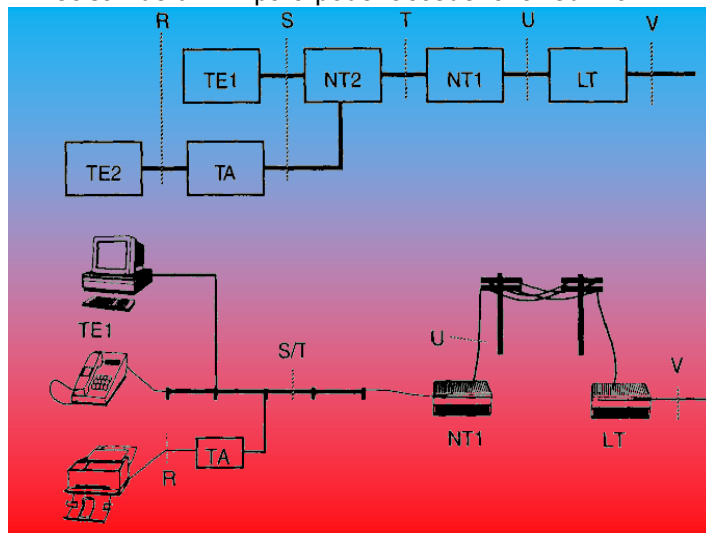 R S T U V
TE1 NT2 NT1 LT
TE2 TA
TE1
S/T
U
V
TA
R
NT1
LT